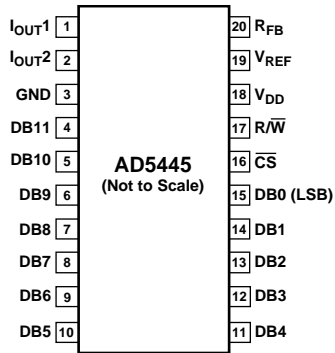 IOUT1 1
IOUT2 2
GND 3
DB11 4
DB10 5
DB9 6
DB8 7
DB7 8
DB6 9
DB5 10
AD5445
(Not to Scale)
20 RFB
19 VREF
18 VDD
17 R/W̅
16 C̅S̅
15 DB0 (LSB)
14 DB1
13 DB2
12 DB3
11 DB4